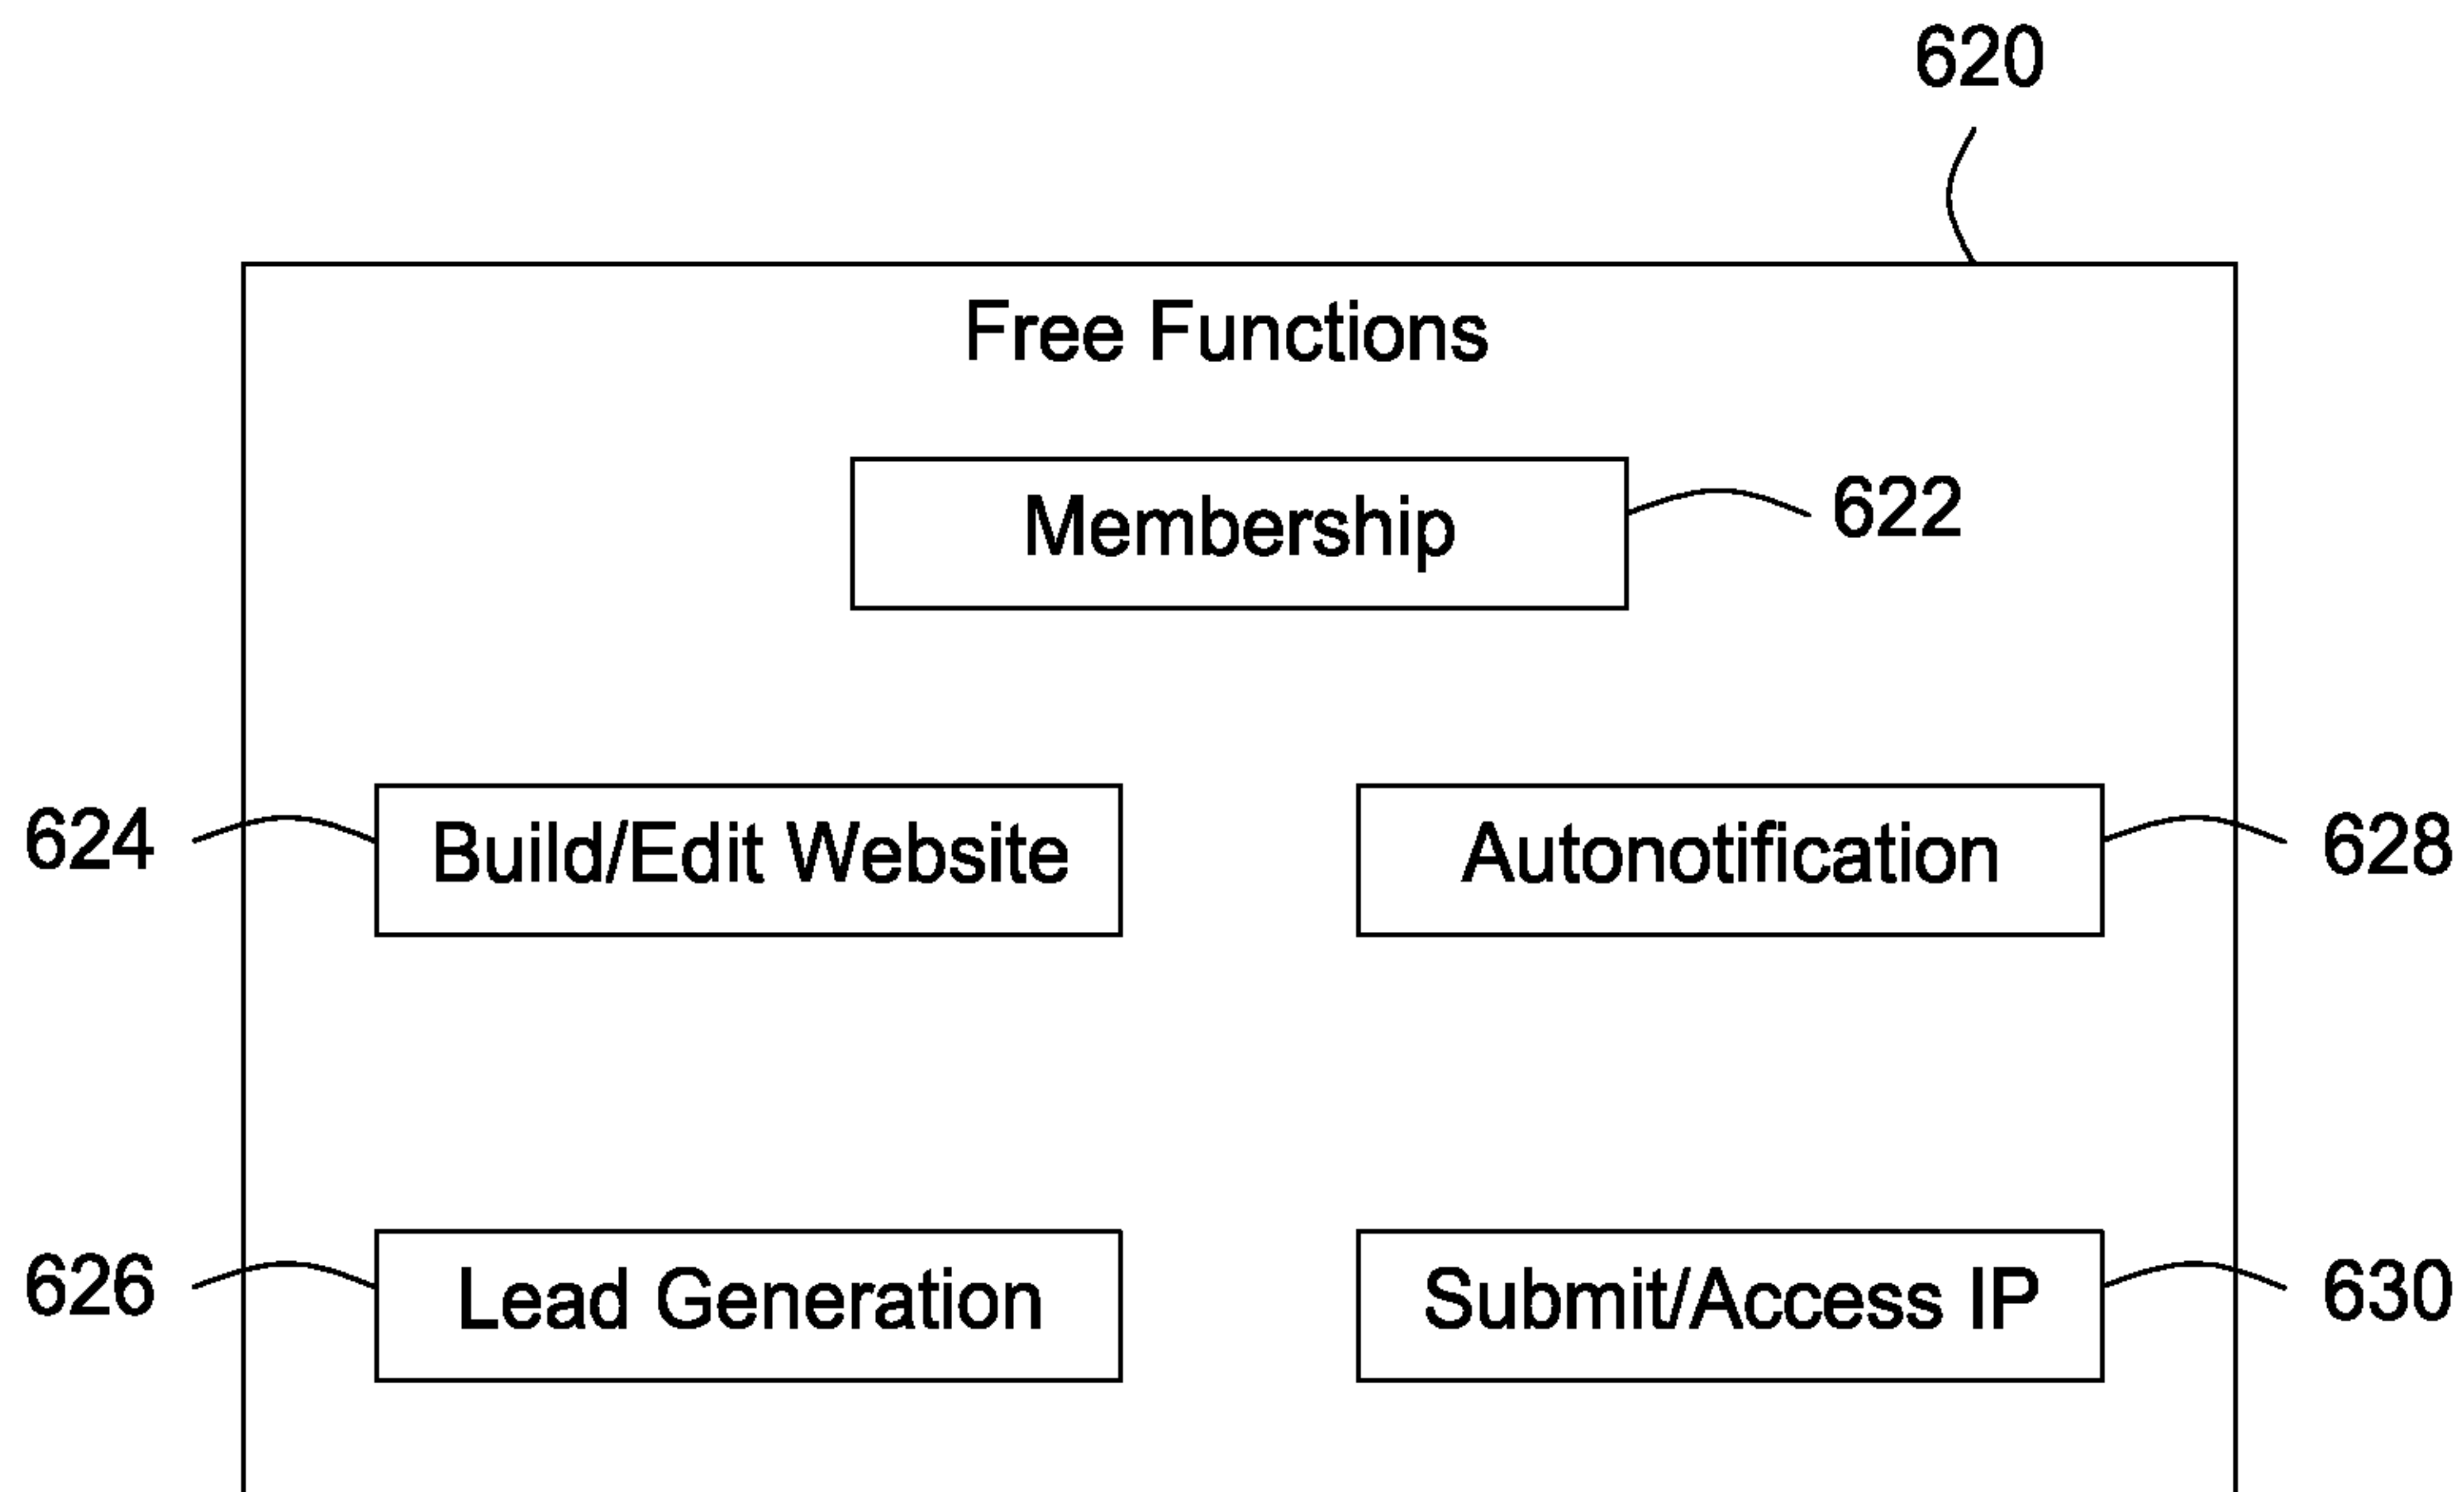 620
Free Functions
Membership 622
624 Build/Edit Website Autonotification 628
626 Lead Generation Submit/Access IP 630